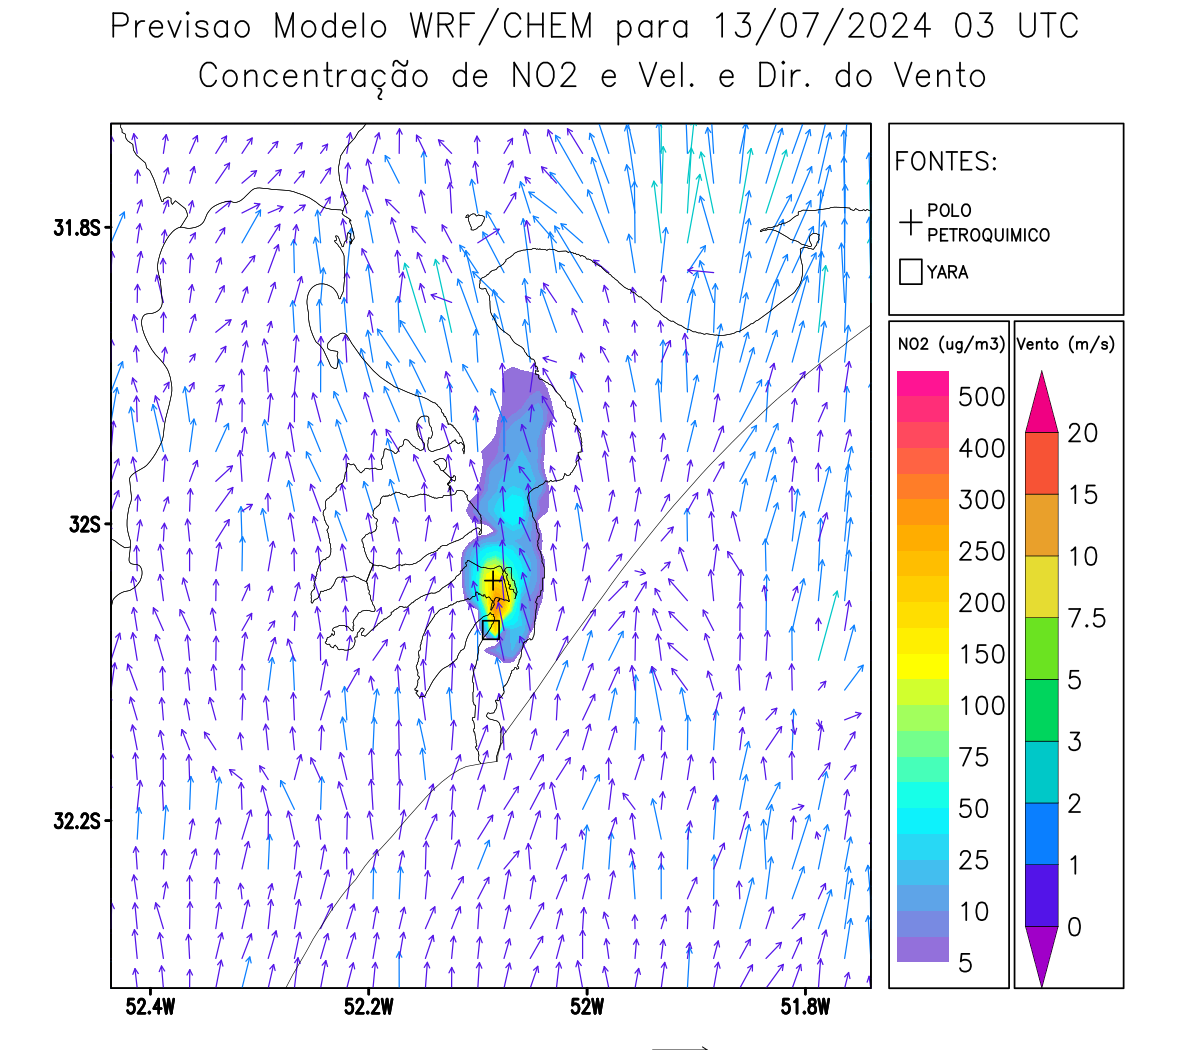 Previsao Modelo WRF/CHEM para 13/07/2024 03 UTC
Concentração de NO2 e Vel. e Dir. do Vento
FONTES:
POLO
PETROQUIMICO
YARA
NO2 (ug/m3)
500
400
300
250
200
150
100
75
50
25
10
5
Vento (m/s)
20
15
10
7.5
5
3
2
1
0
31.8S
32S
32.2S
52.4W
52.2W
52W
51.8W